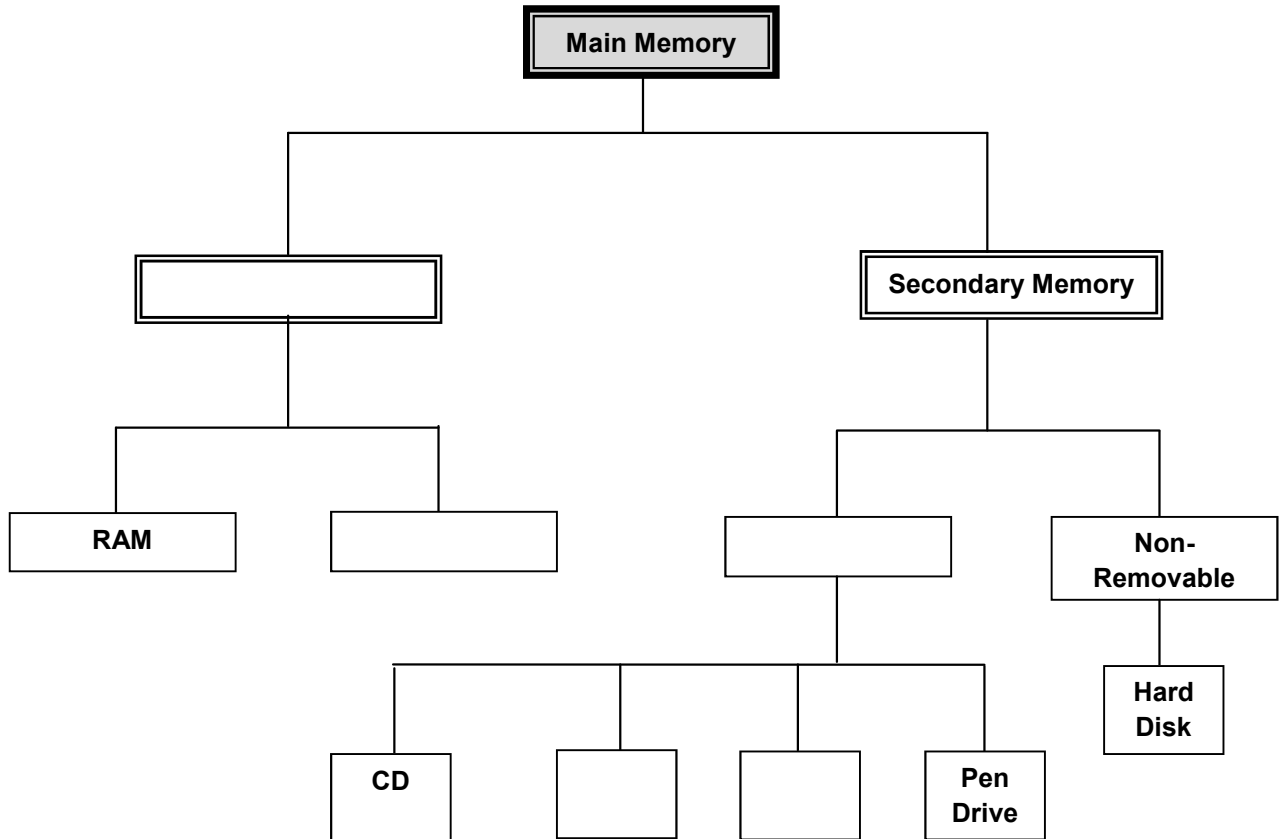 Main Memory
Secondary Memory
RAM
Non-
Removable
Hard
Disk
CD
Pen
Drive